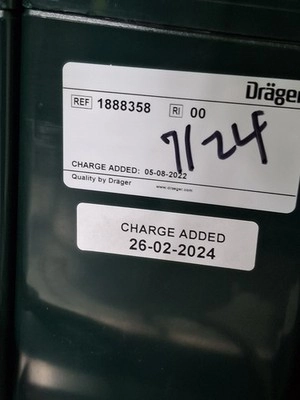 Dräger
REF 1888358 RI 00
7/24
CHARGE ADDED: 05-08-2022
Quality by Dräger www.draeger.com
CHARGE ADDED
26-02-2024